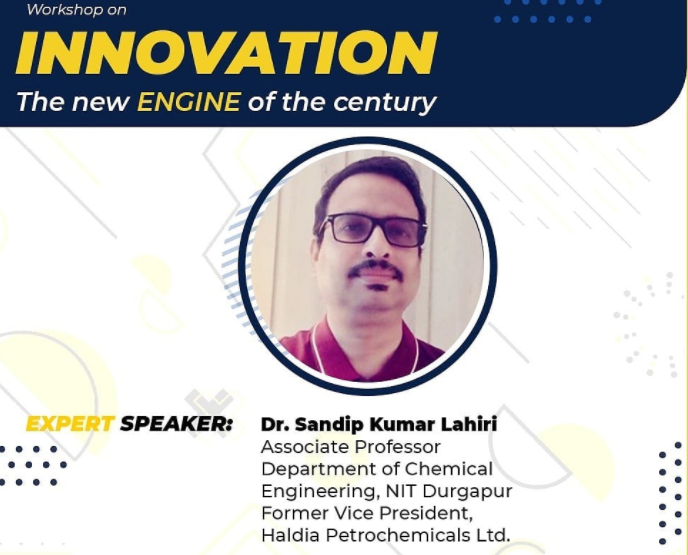 Workshop on
INNOVATION
The new ENGINE of the century
EXPERT SPEAKER: Dr. Sandip Kumar Lahiri
Associate Professor
Department of Chemical
Engineering, NIT Durgapur
Former Vice President,
Haldia Petrochemicals Ltd.